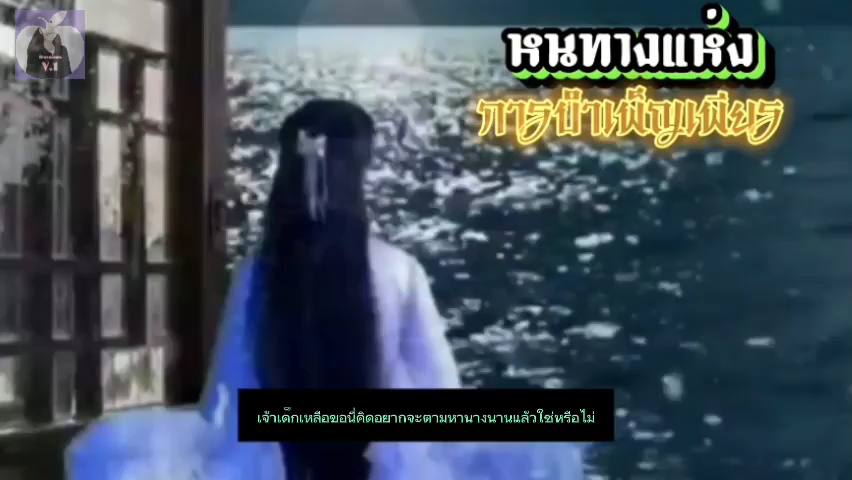 หนทางแห่ง
การบำเพ็ญเพียร
V.1
เจ้าเด็กเหลือขอนี่คิดอยากจะตามหานางนานแล้วใช่หรือไม่